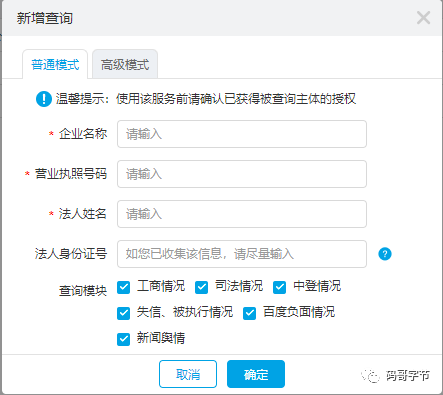 新增查询
普通模式 高级模式
温馨提示：使用该服务前请确认已获得被查询主体的授权
* 企业名称 请输入
* 营业执照号码 请输入
* 法人姓名 请输入
法人身份证号 如您已收集该信息，请尽量输入 ?
查询模块 工商情况 司法情况 中登情况
失信、被执行情况 百度负面情况
新闻舆情
取消 确定 码哥字节